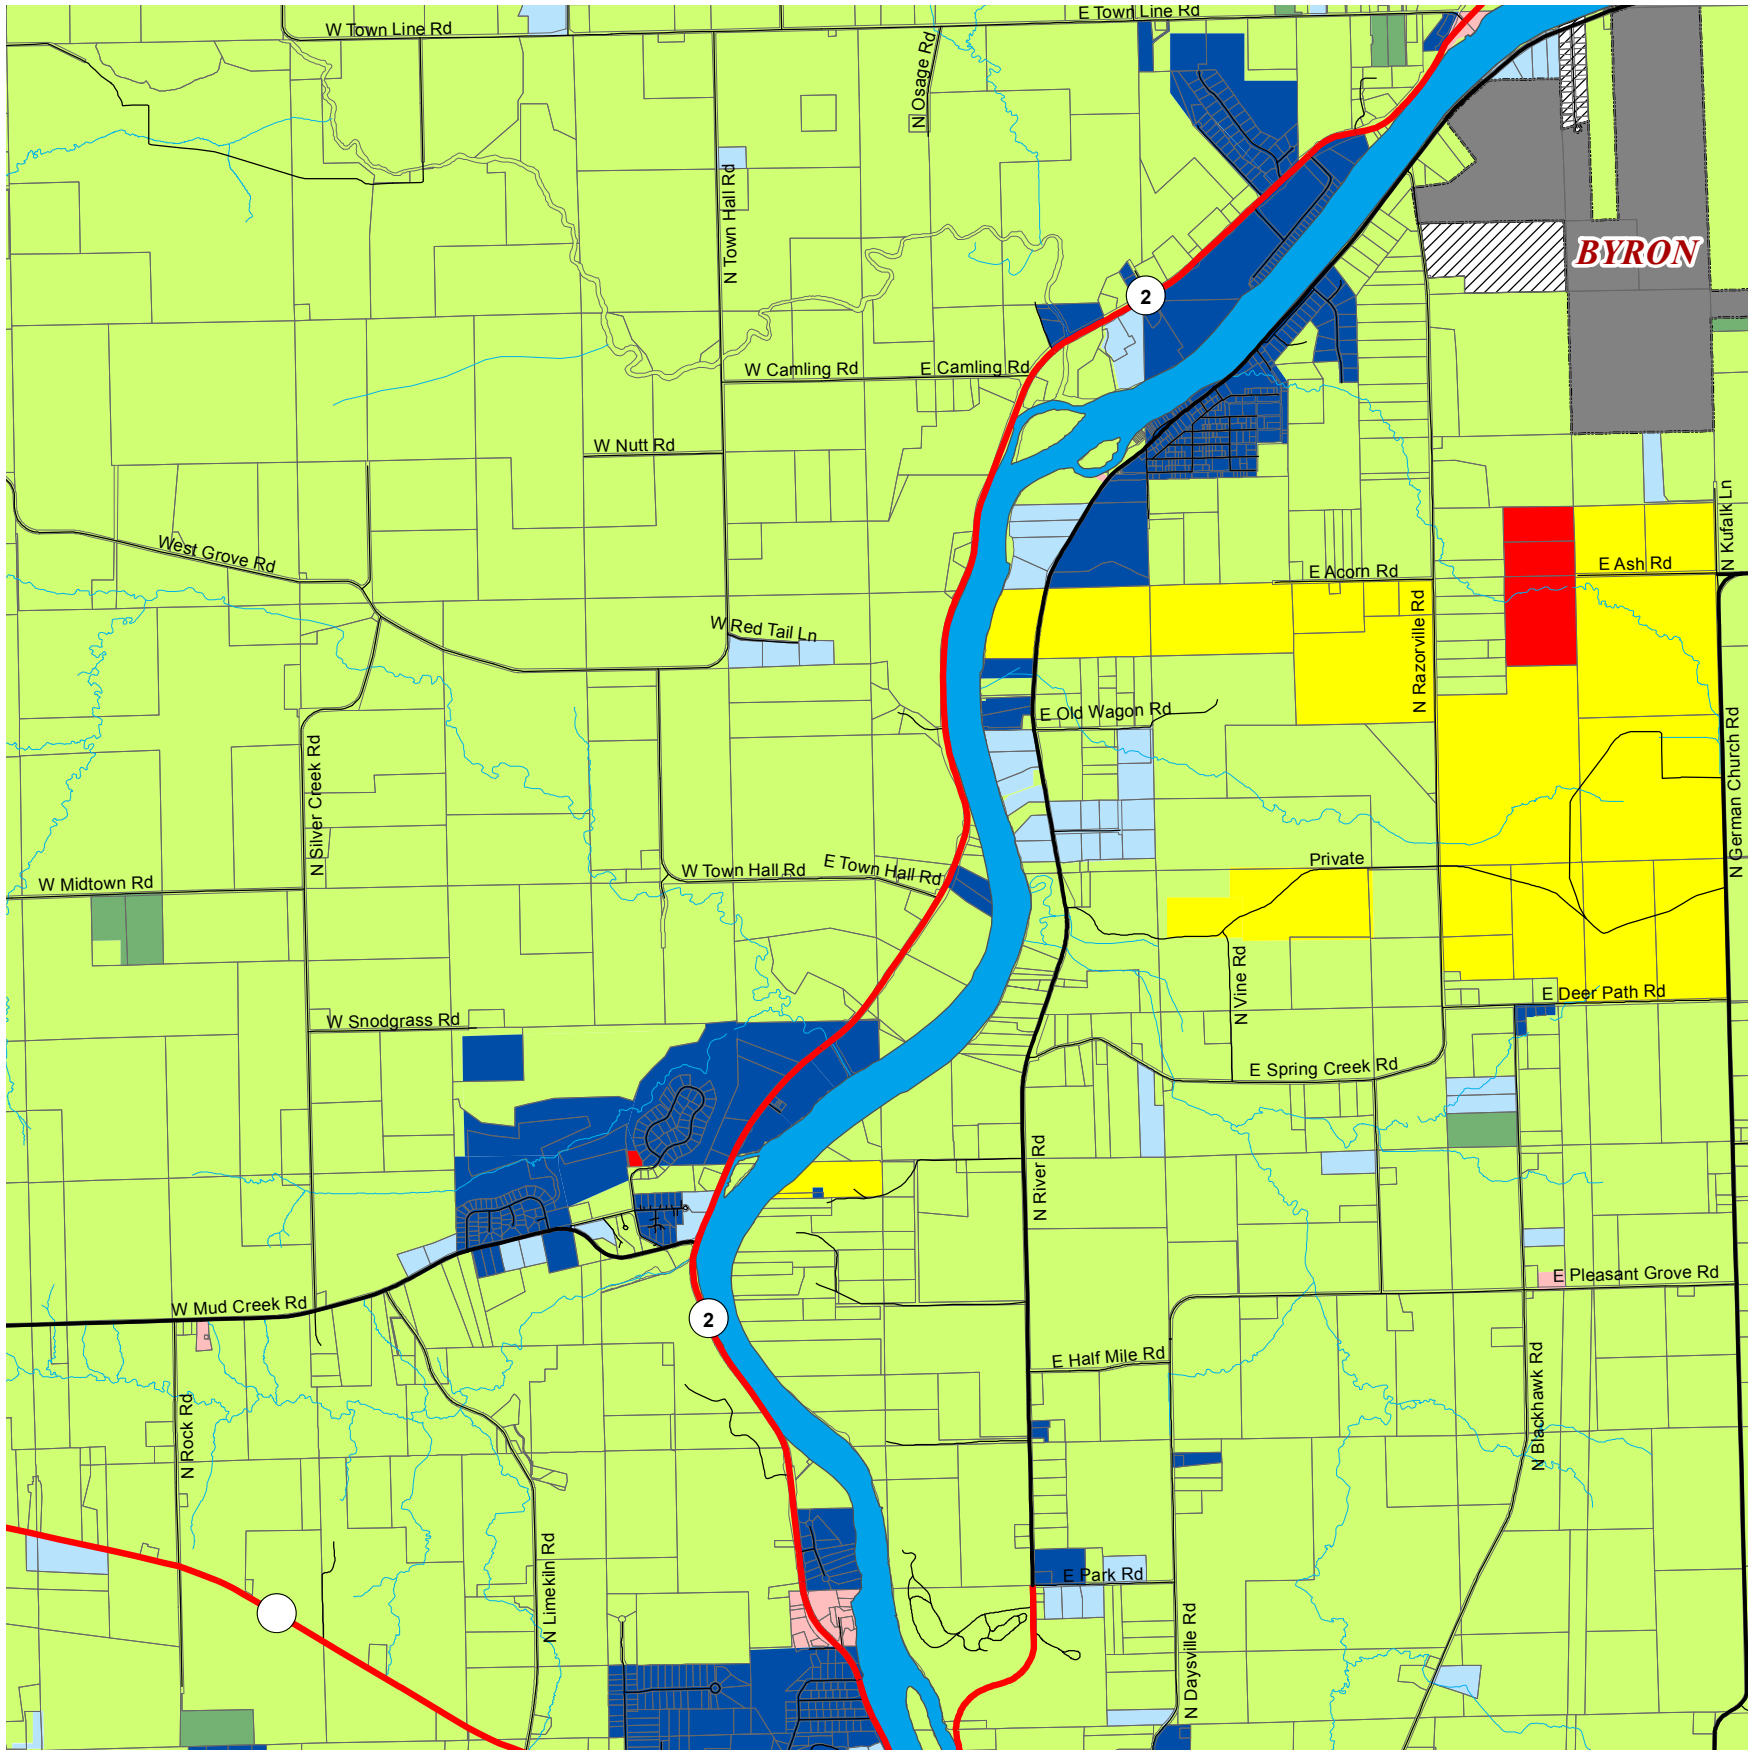 W Town Line Rd
E Town Line Rd
N Osage Rd
N Town Hall Rd
BYRON
2
W Camling Rd
E Camling Rd
W Nutt Rd
West Grove Rd
N Kufalk Ln
E Ash Rd
E Acorn Rd
N Razorville Rd
W Red Tail Ln
E Old Wagon Rd
N Silver Creek Rd
N German Church Rd
W Midtown Rd
W Town Hall Rd
E Town Hall Rd
Private
N Vine Rd
E Deer Path Rd
W Snodgrass Rd
E Spring Creek Rd
N River Rd
E Pleasant Grove Rd
W Mud Creek Rd
2
E Half Mile Rd
N Rock Rd
N Blackhawk Rd
N Limekiln Rd
E Park Rd
N Daysville Rd